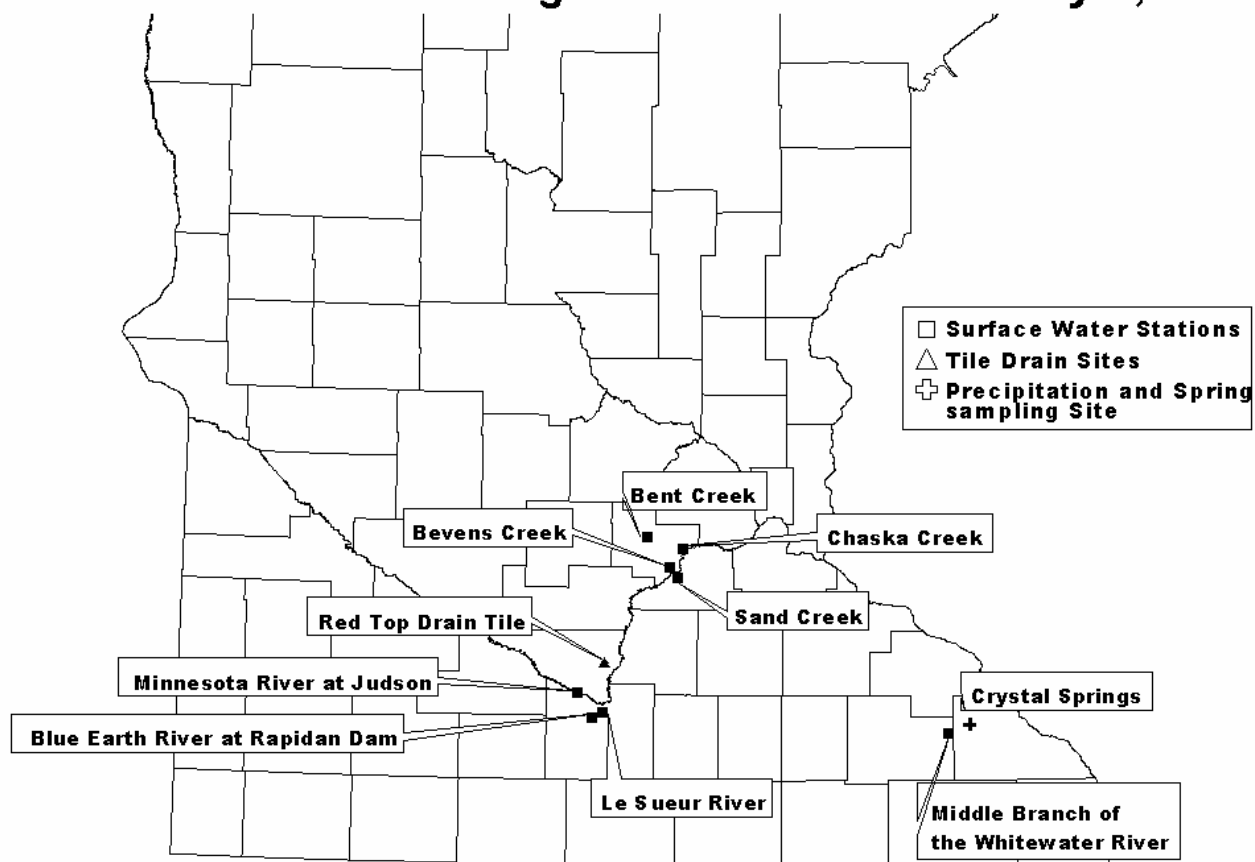 Surface Water Stations
Tile Drain Sites
Precipitation and Spring
sampling Site
Bent Creek
Bevens Creek
Chaska Creek
Sand Creek
Red Top Drain Tile
Minnesota River at Judson
Crystal Springs
Blue Earth River at Rapidan Dam
Le Sueur River
Middle Branch of
the Whitewater River